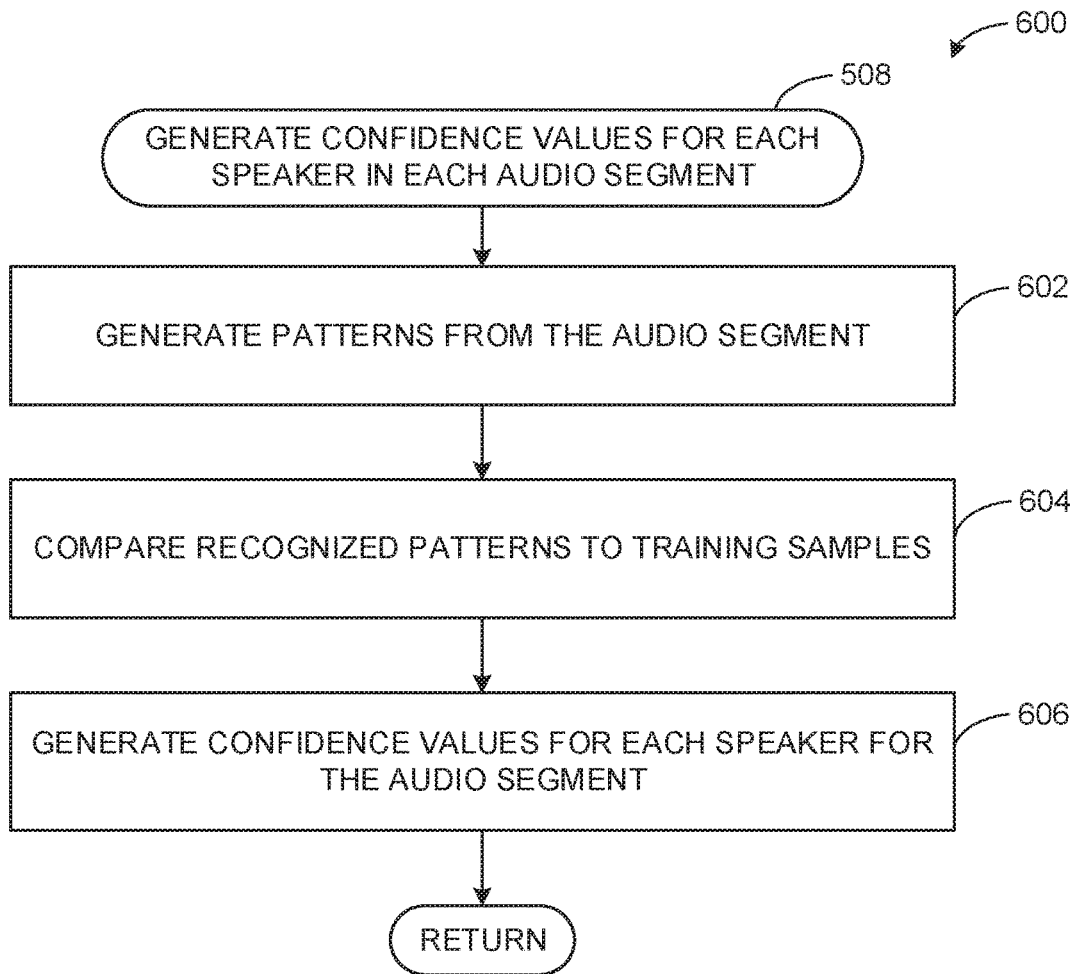 600
508
GENERATE CONFIDENCE VALUES FOR EACH
SPEAKER IN EACH AUDIO SEGMENT
602
GENERATE PATTERNS FROM THE AUDIO SEGMENT
604
COMPARE RECOGNIZED PATTERNS TO TRAINING SAMPLES
606
GENERATE CONFIDENCE VALUES FOR EACH SPEAKER FOR
THE AUDIO SEGMENT
RETURN